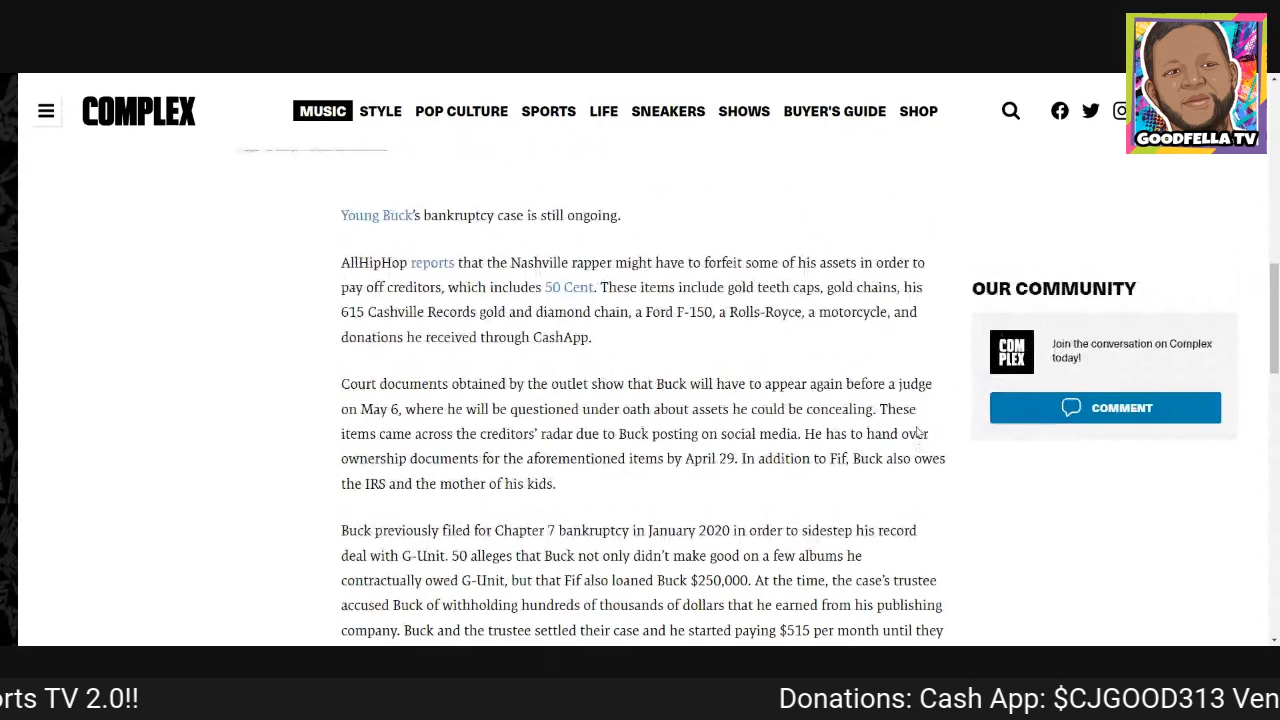 GOODFELLA TV
COMPLEX
MUSIC STYLE POP CULTURE SPORTS LIFE SNEAKERS SHOWS BUYER'S GUIDE SHOP
Young Buck's bankruptcy case is still ongoing.
AllHipHop reports that the Nashville rapper might have to forfeit some of his assets in order to
pay off creditors, which includes 50 Cent. These items include gold teeth caps, gold chains, his
615 Cashville Records gold and diamond chain, a Ford F-150, a Rolls-Royce, a motorcycle, and
donations he received through CashApp.
Court documents obtained by the outlet show that Buck will have to appear again before a judge
on May 6, where he will be questioned under oath about assets he could be concealing. These
items came across the creditors' radar due to Buck posting on social media. He has to hand over
ownership documents for the aforementioned items by April 29. In addition to Fif, Buck also owes
the IRS and the mother of his kids.
Buck previously filed for Chapter 7 bankruptcy in January 2020 in order to sidestep his record
deal with G-Unit. 50 alleges that Buck not only didn't make good on a few albums he
contractually owed G-Unit, but that Fif also loaned Buck $250,000. At the time, the case's trustee
accused Buck of withholding hundreds of thousands of dollars that he earned from his publishing
company. Buck and the trustee settled their case and he started paying $515 per month until they
OUR COMMUNITY
COM
PLEX
Join the conversation on Complex
today!
COMMENT
orts TV 2.0!!
Donations: Cash App: $CJGOOD313 Ven